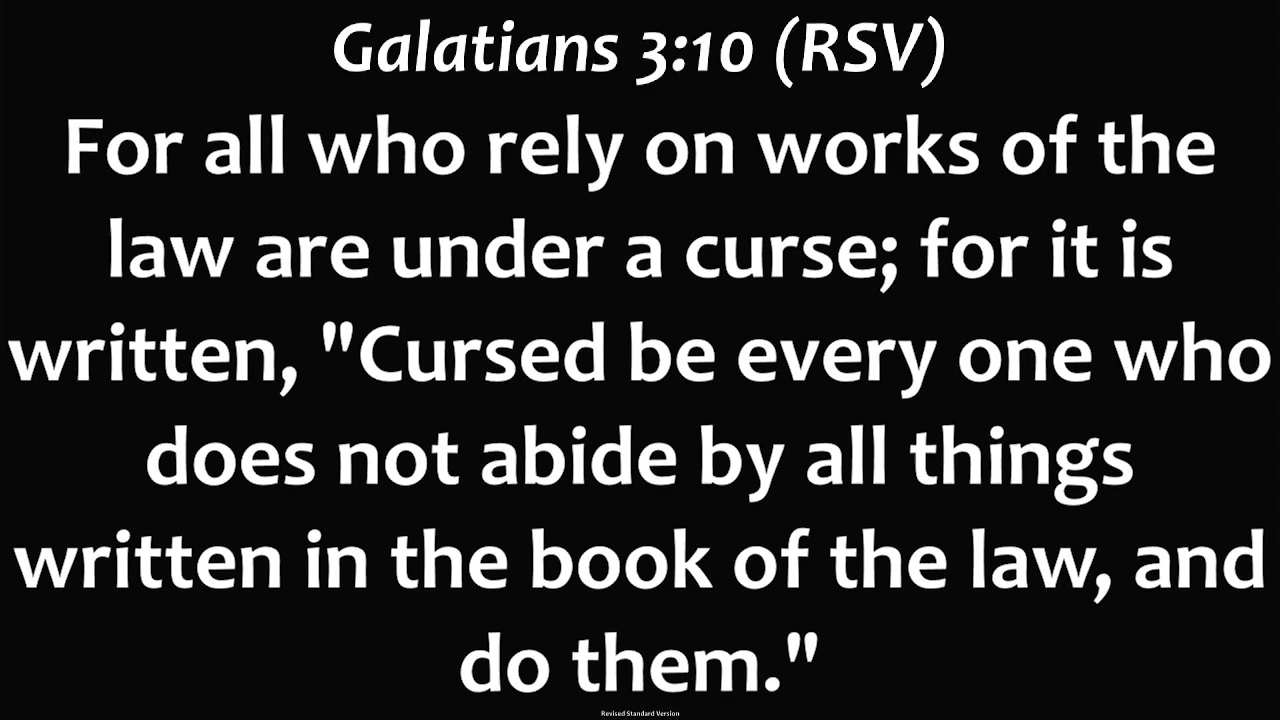 Galatians 3:10 (RSV)
For all who rely on works of the
law are under a curse; for it is
written, "Cursed be every one who
does not abide by all things
written in the book of the law, and
do them."
Revised Standard Version